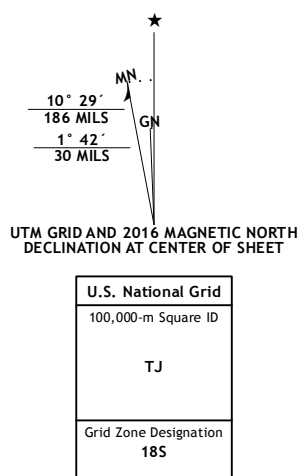 ★
MN
10° 29´
186 MILS
GN
1° 42´
30 MILS
UTM GRID AND 2016 MAGNETIC NORTH
DECLINATION AT CENTER OF SHEET
U.S. National Grid
100,000-m Square ID
TJ
Grid Zone Designation
18S